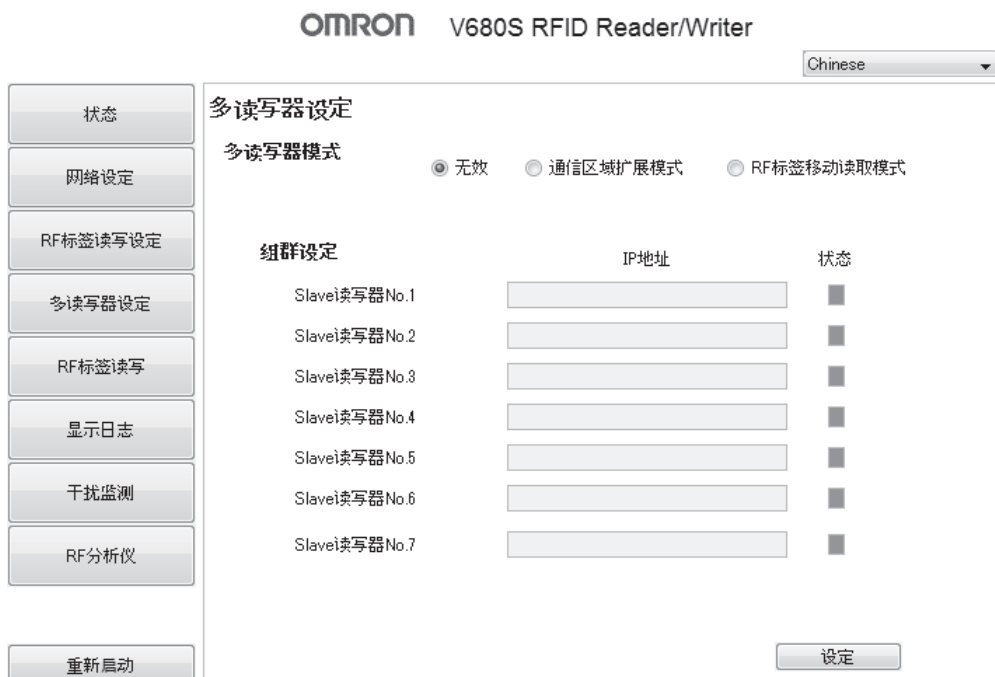 OMRON V680S RFID Reader/Writer
Chinese
状态
网络设定
RF标签读写设定
多读写器设定
RF标签读写
显示日志
干扰监测
RF分析仪
重新启动
多读写器设定
多读写器模式
无效 通信区域扩展模式 RF标签移动读取模式
组群设定 IP地址 状态
Slave读写器No.1
Slave读写器No.2
Slave读写器No.3
Slave读写器No.4
Slave读写器No.5
Slave读写器No.6
Slave读写器No.7
设定